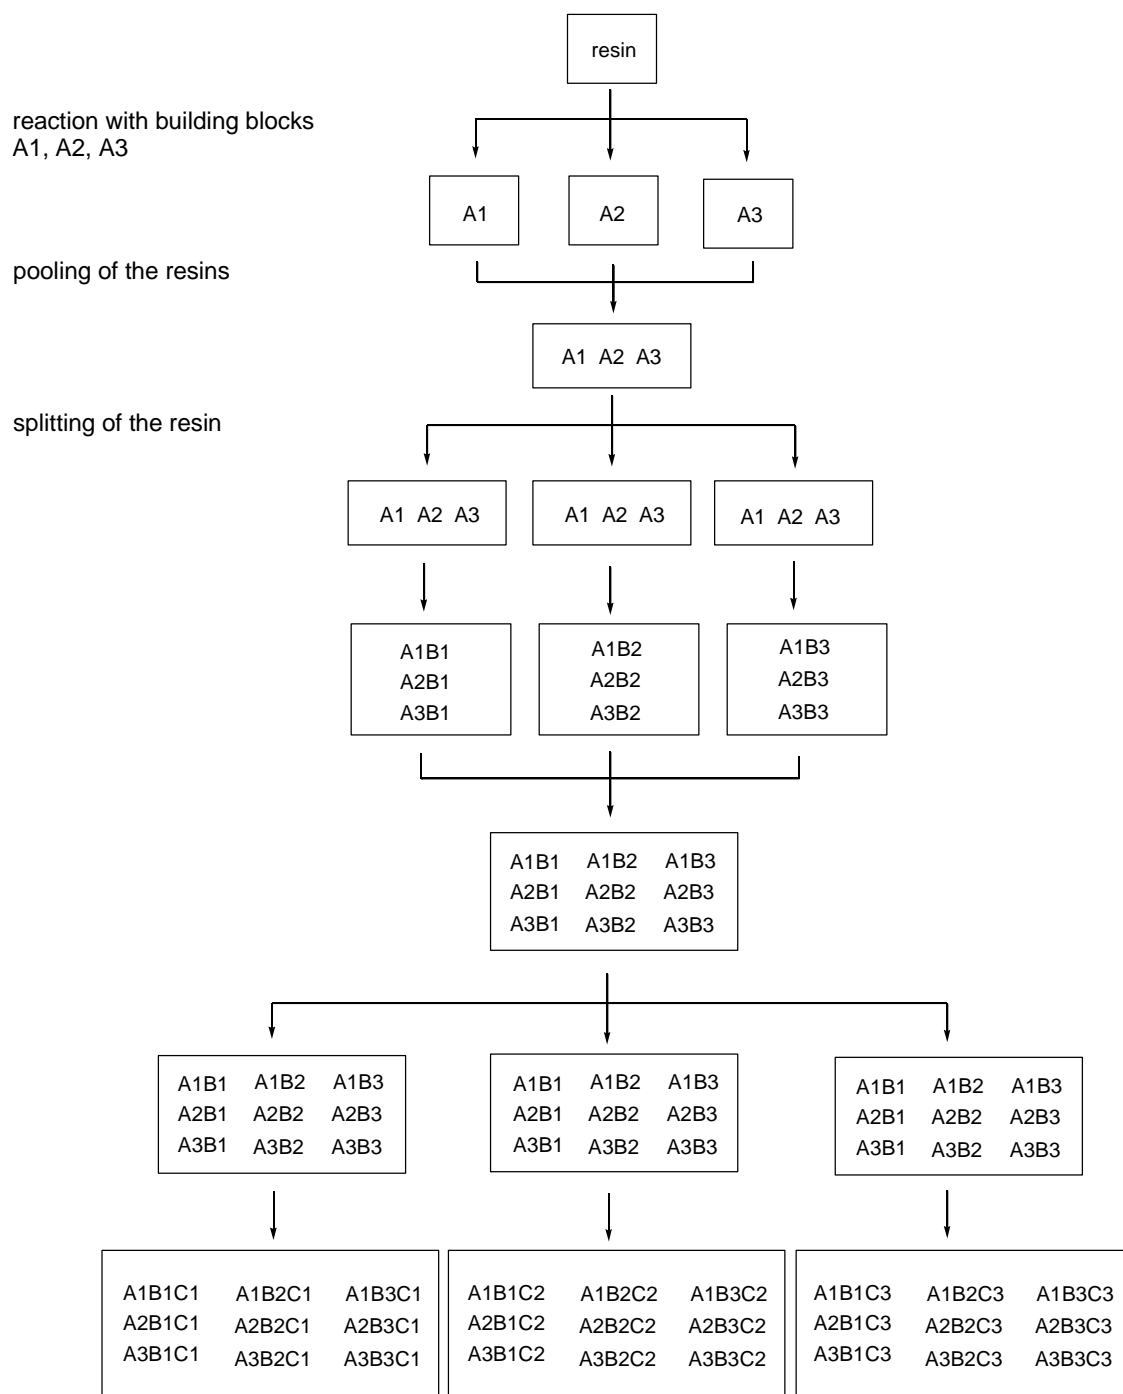 resin
reaction with building blocks
A1, A2, A3
A1 A2 A3
pooling of the resins
A1 A2 A3
splitting of the resin
A1 A2 A3 A1 A2 A3 A1 A2 A3
A1B1 A1B2 A1B3
A2B1 A2B2 A2B3
A3B1 A3B2 A3B3
A1B1 A1B2 A1B3
A2B1 A2B2 A2B3
A3B1 A3B2 A3B3
A1B1 A1B2 A1B3 A1B1 A1B2 A1B3 A1B1 A1B2 A1B3
A2B1 A2B2 A2B3 A2B1 A2B2 A2B3 A2B1 A2B2 A2B3
A3B1 A3B2 A3B3 A3B1 A3B2 A3B3 A3B1 A3B2 A3B3
A1B1C1 A1B2C1 A1B3C1 A1B1C2 A1B2C2 A1B3C2 A1B1C3 A1B2C3 A1B3C3
A2B1C1 A2B2C1 A2B3C1 A2B1C2 A2B2C2 A2B3C2 A2B1C3 A2B2C3 A2B3C3
A3B1C1 A3B2C1 A3B3C1 A3B1C2 A3B2C2 A3B3C2 A3B1C3 A3B2C3 A3B3C3